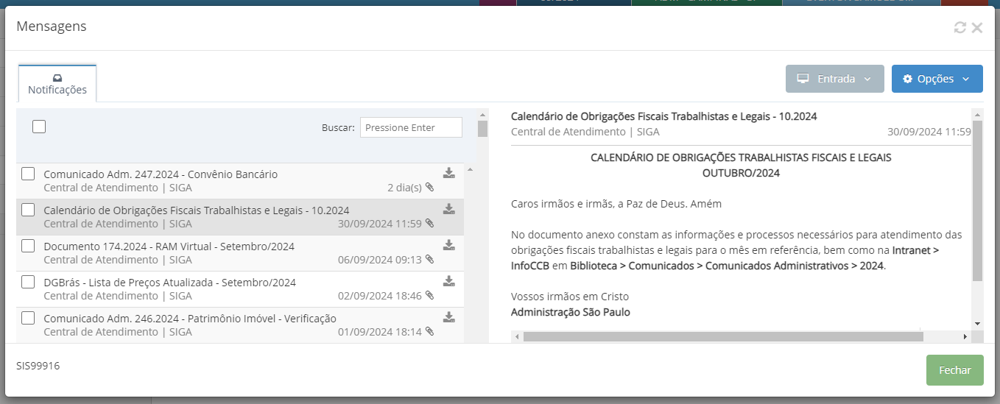 Mensagens
Notificações
Entrada
Opções
Buscar: Pressione Enter
Comunicado Adm. 247.2024 - Convênio Bancário
Central de Atendimento | SIGA 2 dia(s)
Calendário de Obrigações Fiscais Trabalhistas e Legais - 10.2024
Central de Atendimento | SIGA 30/09/2024 11:59
Documento 174.2024 - RAM Virtual - Setembro/2024
Central de Atendimento | SIGA 06/09/2024 09:13
DGBrás - Lista de Preços Atualizada - Setembro/2024
Central de Atendimento | SIGA 02/09/2024 18:46
Comunicado Adm. 246.2024 - Patrimônio Imóvel - Verificação
Central de Atendimento | SIGA 01/09/2024 18:14
Calendário de Obrigações Fiscais Trabalhistas e Legais - 10.2024
Central de Atendimento | SIGA 30/09/2024 11:59
CALENDÁRIO DE OBRIGAÇÕES TRABALHISTAS FISCAIS E LEGAIS
OUTUBRO/2024
Caros irmãos e irmãs, a Paz de Deus. Amém
No documento anexo constam as informações e processos necessários para atendimento das
obrigações fiscais trabalhistas e legais para o mês em referência, bem como na Intranet >
InfoCCB em Biblioteca > Comunicados > Comunicados Administrativos > 2024.
Vossos irmãos em Cristo
Administração São Paulo
SIS99916
Fechar